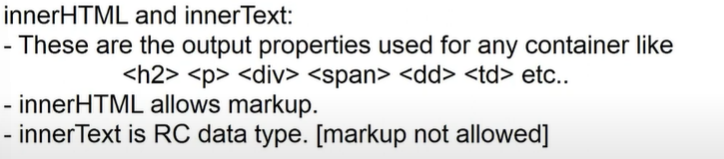 innerHTML and innerText:
- These are the output properties used for any container like
<h2> <p> <div> <span> <dd> <td> etc..
- innerHTML allows markup.
- innerText is RC data type. [markup not allowed]